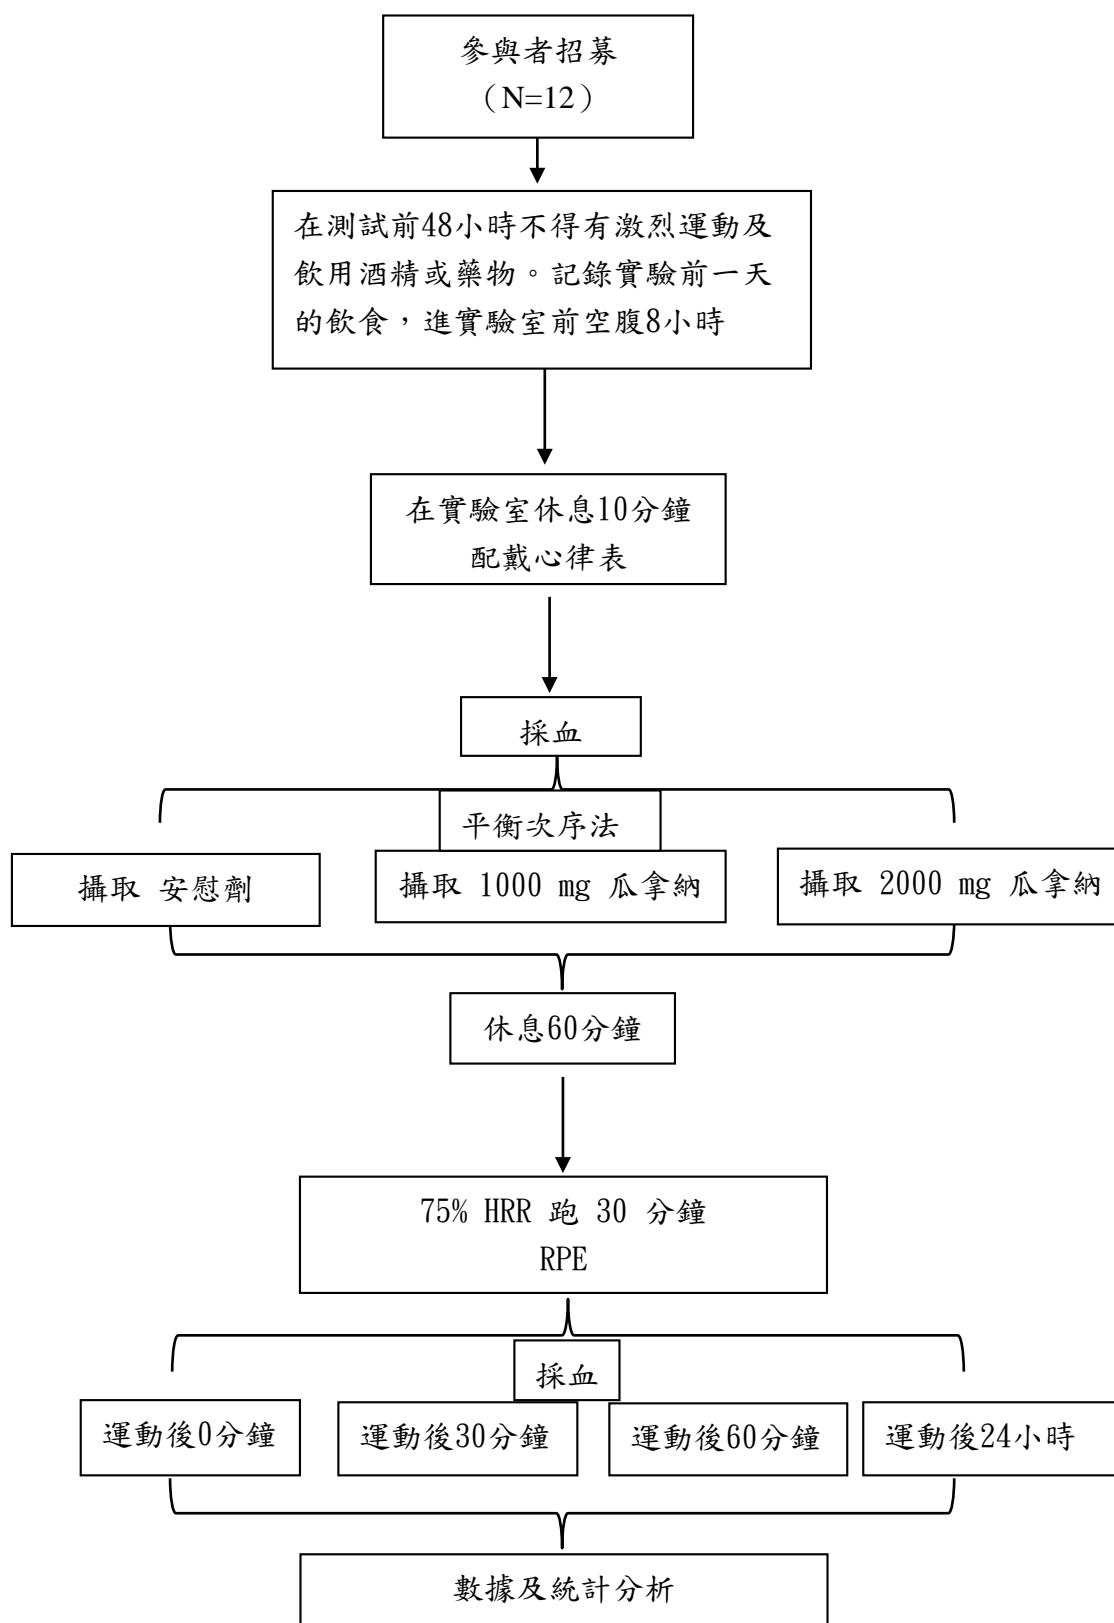 參與者招募
（N=12）
在測試前48小時不得有激烈運動及
飲用酒精或藥物。記錄實驗前一天
的飲食，進實驗室前空腹8小時
在實驗室休息10分鐘
配戴心律表
採血
平衡次序法
攝取 安慰劑
攝取 1000 mg 瓜拿納
攝取 2000 mg 瓜拿納
休息60分鐘
75% HRR 跑 30 分鐘
RPE
採血
運動後0分鐘
運動後30分鐘
運動後60分鐘
運動後24小時
數據及統計分析